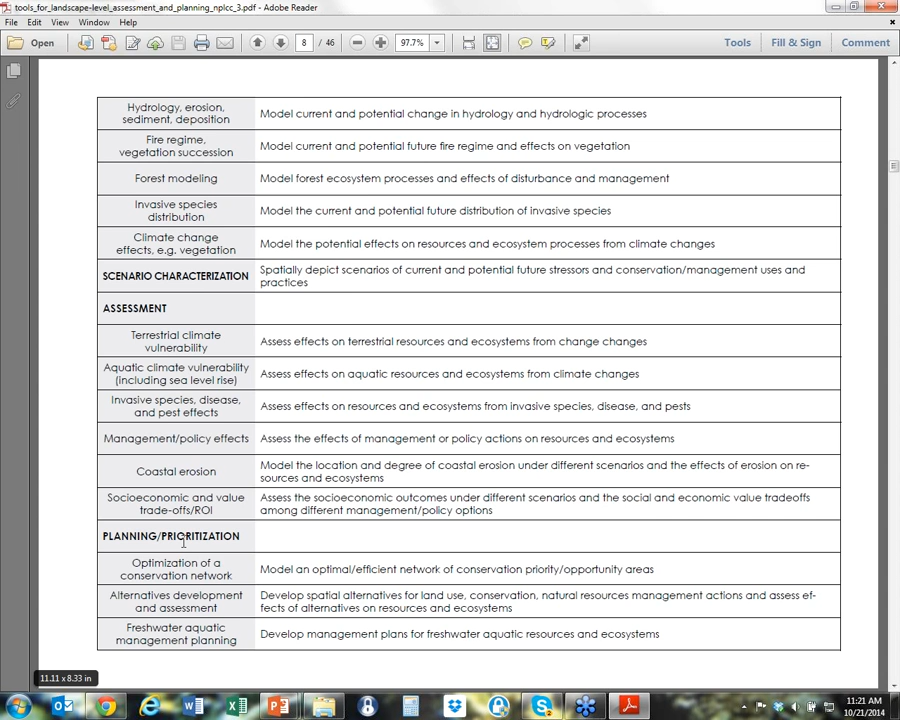 tools_for_landscape-level_assessment_and_planning_nplcc_3.pdf - Adobe Reader
File Edit View Window Help
Open 8 / 46 97.7% Tools Fill & Sign Comment
Hydrology, erosion,
sediment, deposition
Model current and potential change in hydrology and hydrologic processes
Fire regime,
vegetation succession
Model current and potential future fire regime and effects on vegetation
Forest modeling
Model forest ecosystem processes and effects of disturbance and management
Invasive species
distribution
Model the current and potential future distribution of invasive species
Climate change
effects, e.g. vegetation
Model the potential effects on resources and ecosystem processes from climate changes
SCENARIO CHARACTERIZATION
Spatially depict scenarios of current and potential future stressors and conservation/management uses and
practices
ASSESSMENT
Terrestrial climate
vulnerability
Assess effects on terrestrial resources and ecosystems from change changes
Aquatic climate vulnerability
(including sea level rise)
Assess effects on aquatic resources and ecosystems from climate changes
Invasive species, disease,
and pest effects
Assess effects on resources and ecosystems from invasive species, disease, and pests
Management/policy effects
Assess the effects of management or policy actions on resources and ecosystems
Coastal erosion
Model the location and degree of coastal erosion under different scenarios and the effects of erosion on re-
sources and ecosystems
Socioeconomic and value
trade-offs/ROI
Assess the socioeconomic outcomes under different scenarios and the social and economic value tradeoffs
among different management/policy options
PLANNING/PRIORITIZATION
Optimization of a
conservation network
Model an optimal/efficient network of conservation priority/opportunity areas
Alternatives development
and assessment
Develop spatial alternatives for land use, conservation, natural resources management actions and assess ef-
fects of alternatives on resources and ecosystems
Freshwater aquatic
management planning
Develop management plans for freshwater aquatic resources and ecosystems
11.11 x 8.33 in
11:21 AM
10/21/2014